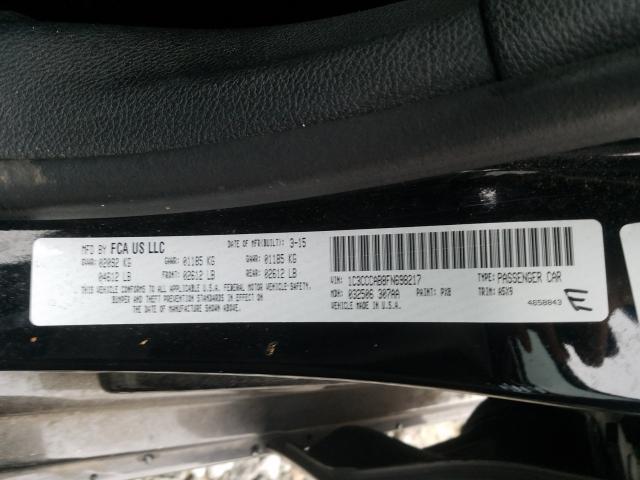 MFD BY FCA US LLC DATE OF MFR(BUILT): 3-15
GVWR: 02092 KG GAWR: 01185 KG GAWR: 01185 KG
04612 LB FRONT: 02612 LB REAR: 02612 LB
THIS VEHICLE CONFORMS TO ALL APPLICABLE U.S.A. FEDERAL MOTOR VEHICLE SAFETY,
BUMPER AND THEFT PREVENTION STANDARDS IN EFFECT ON
THE DATE OF MANUFACTURE SHOWN ABOVE.
VIN: 1C3CCCAB8FN698217 TYPE: PASSENGER CAR
MDH: 032506 307AA PAINT: PX8 TRIM: A5X9
VEHICLE MADE IN U.S.A. 4658843
E